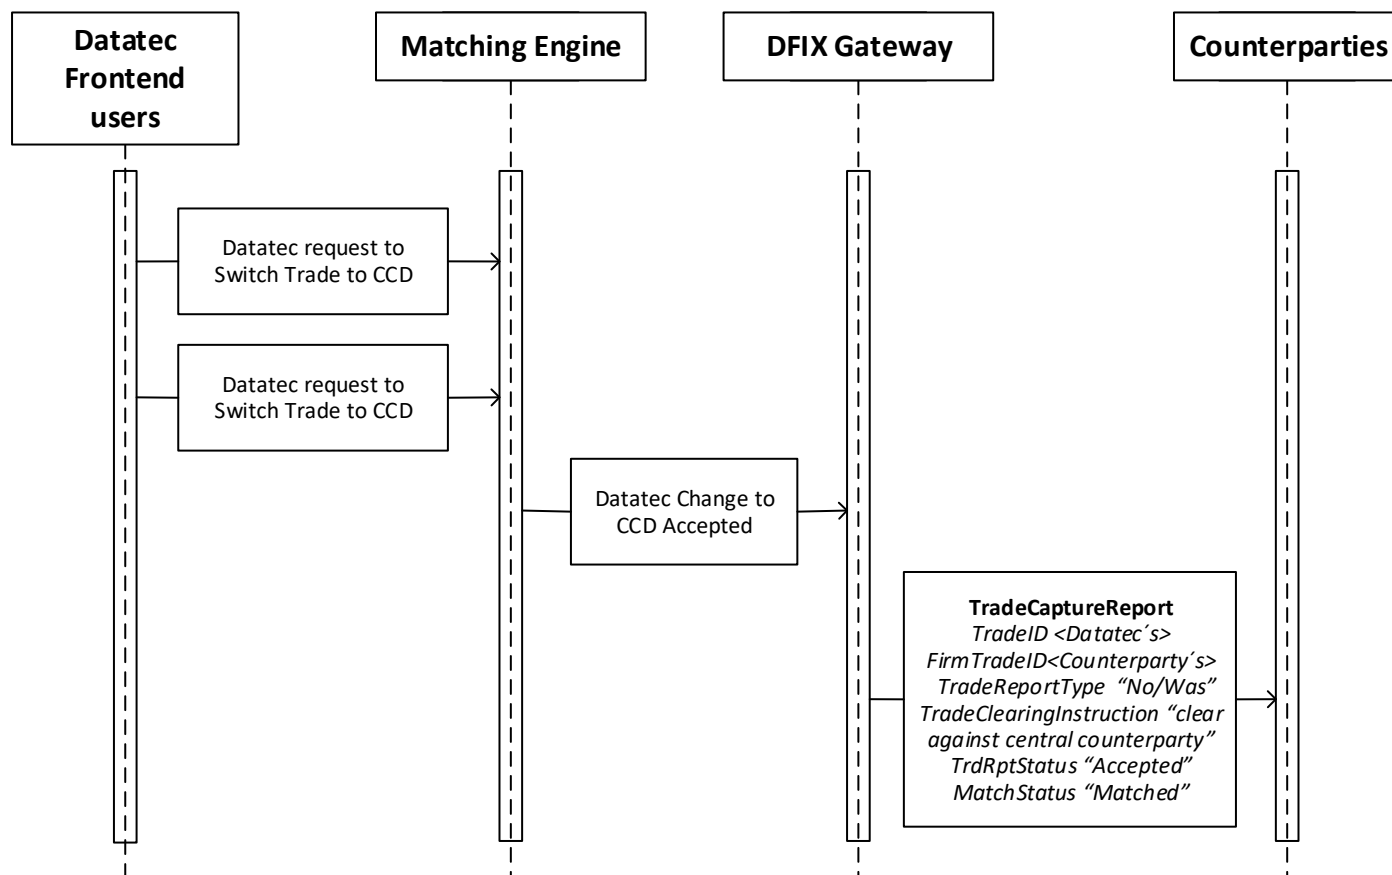 Datatec
Frontend
users
Matching Engine
DFIX Gateway
Counterparties
Datatec request to
Switch Trade to CCD
Datatec request to
Switch Trade to CCD
Datatec Change to
CCD Accepted
TradeCaptureReport
TradeID <Datatec´s>
FirmTradeID<Counterparty´s>
TradeReportType “No/Was”
TradeClearingInstruction “clear
against central counterparty”
TrdRptStatus “Accepted”
MatchStatus “Matched”